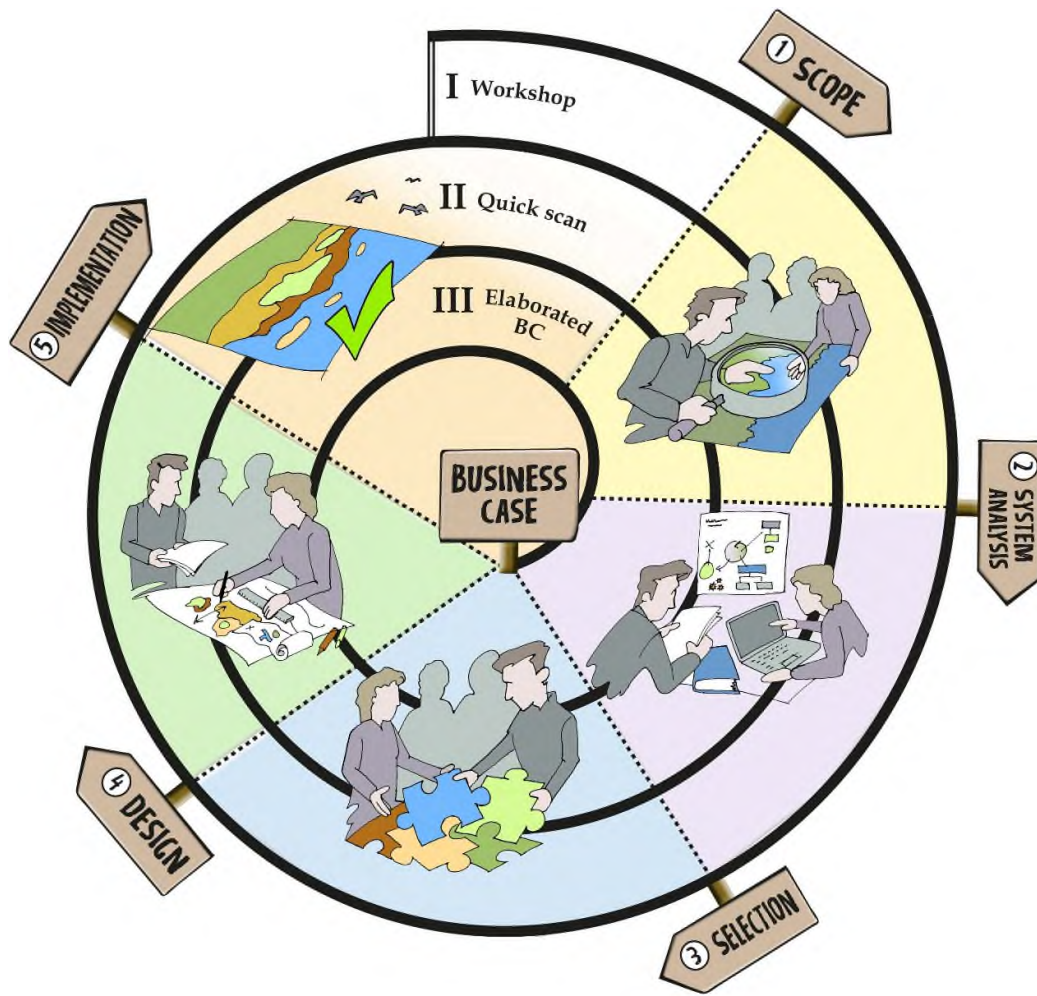 I Workshop
II Quick scan
III Elaborated
BC
BUSINESS
CASE
1 SCOPE
2 SYSTEM
ANALYSIS
3 SELECTION
4 DESIGN
5 IMPLEMENTATION